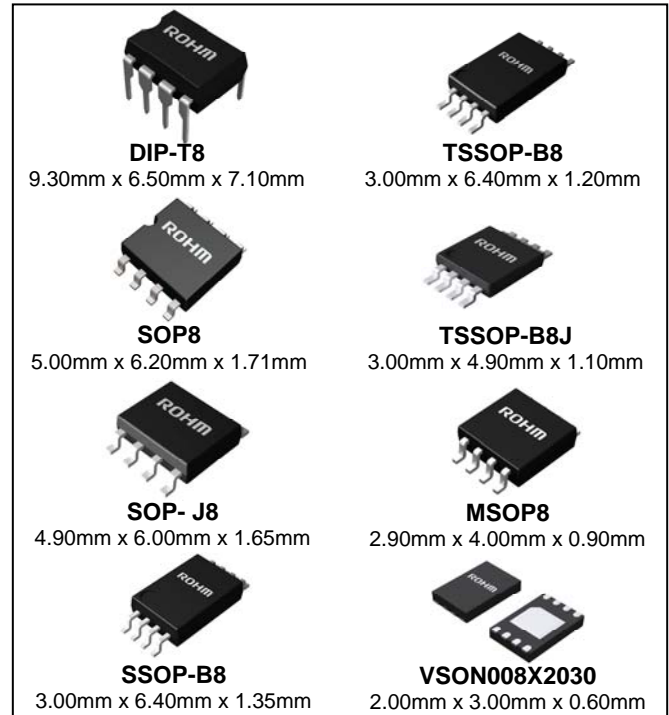 ROHM
DIP-T8
9.30mm x 6.50mm x 7.10mm
ROHM
TSSOP-B8
3.00mm x 6.40mm x 1.20mm
ROHM
SOP8
5.00mm x 6.20mm x 1.71mm
ROHM
TSSOP-B8J
3.00mm x 4.90mm x 1.10mm
ROHM
SOP- J8
4.90mm x 6.00mm x 1.65mm
ROHM
MSOP8
2.90mm x 4.00mm x 0.90mm
ROHM
SSOP-B8
3.00mm x 6.40mm x 1.35mm
ROHM
VSON008X2030
2.00mm x 3.00mm x 0.60mm